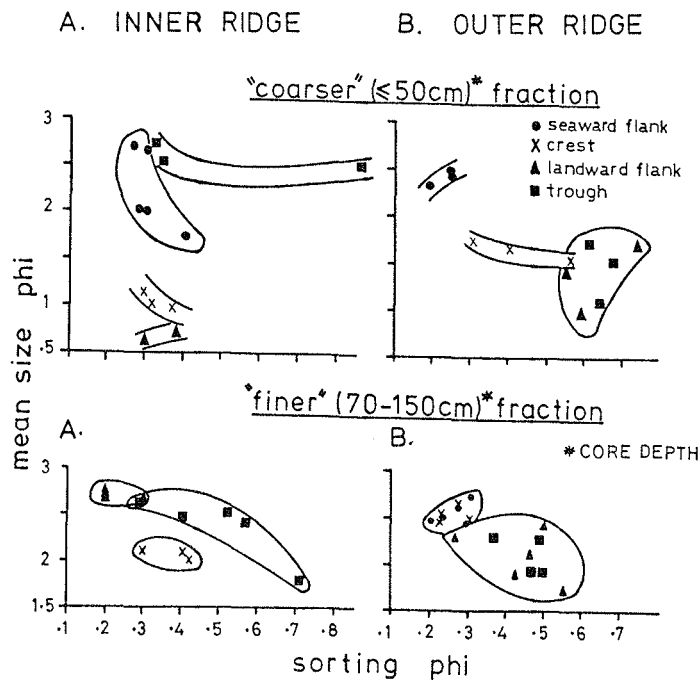 A. INNER RIDGE
B. OUTER RIDGE
"coarser" (≤50cm)* fraction
seaward flank
crest
landward flank
trough
3
2
1
.5
mean size phi
"finer" (70-150cm)* fraction
A.
B.
*CORE DEPTH
3
2
1.5
.1 .2 .3 .4 .5 .6 .7 .8 .2 .3 .4 .5 .6 .7
sorting phi